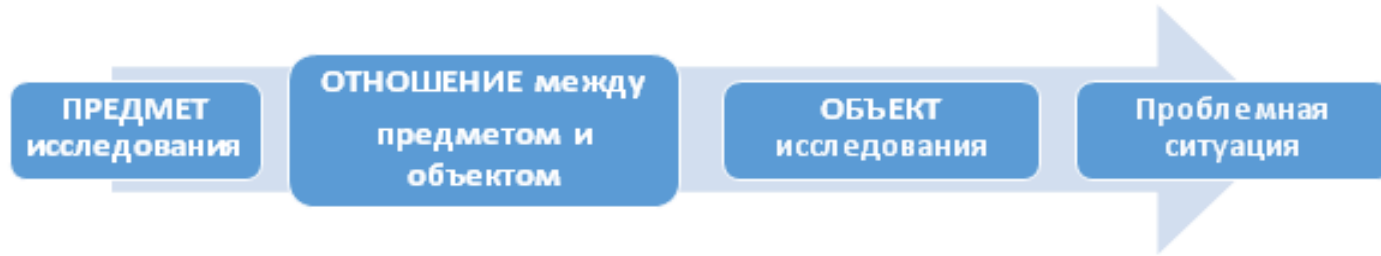 ПРЕДМЕТ
исследования
ОТНОШЕНИЕ между
предметом и
объектом
ОБЪЕКТ
исследования
Проблемная
ситуация